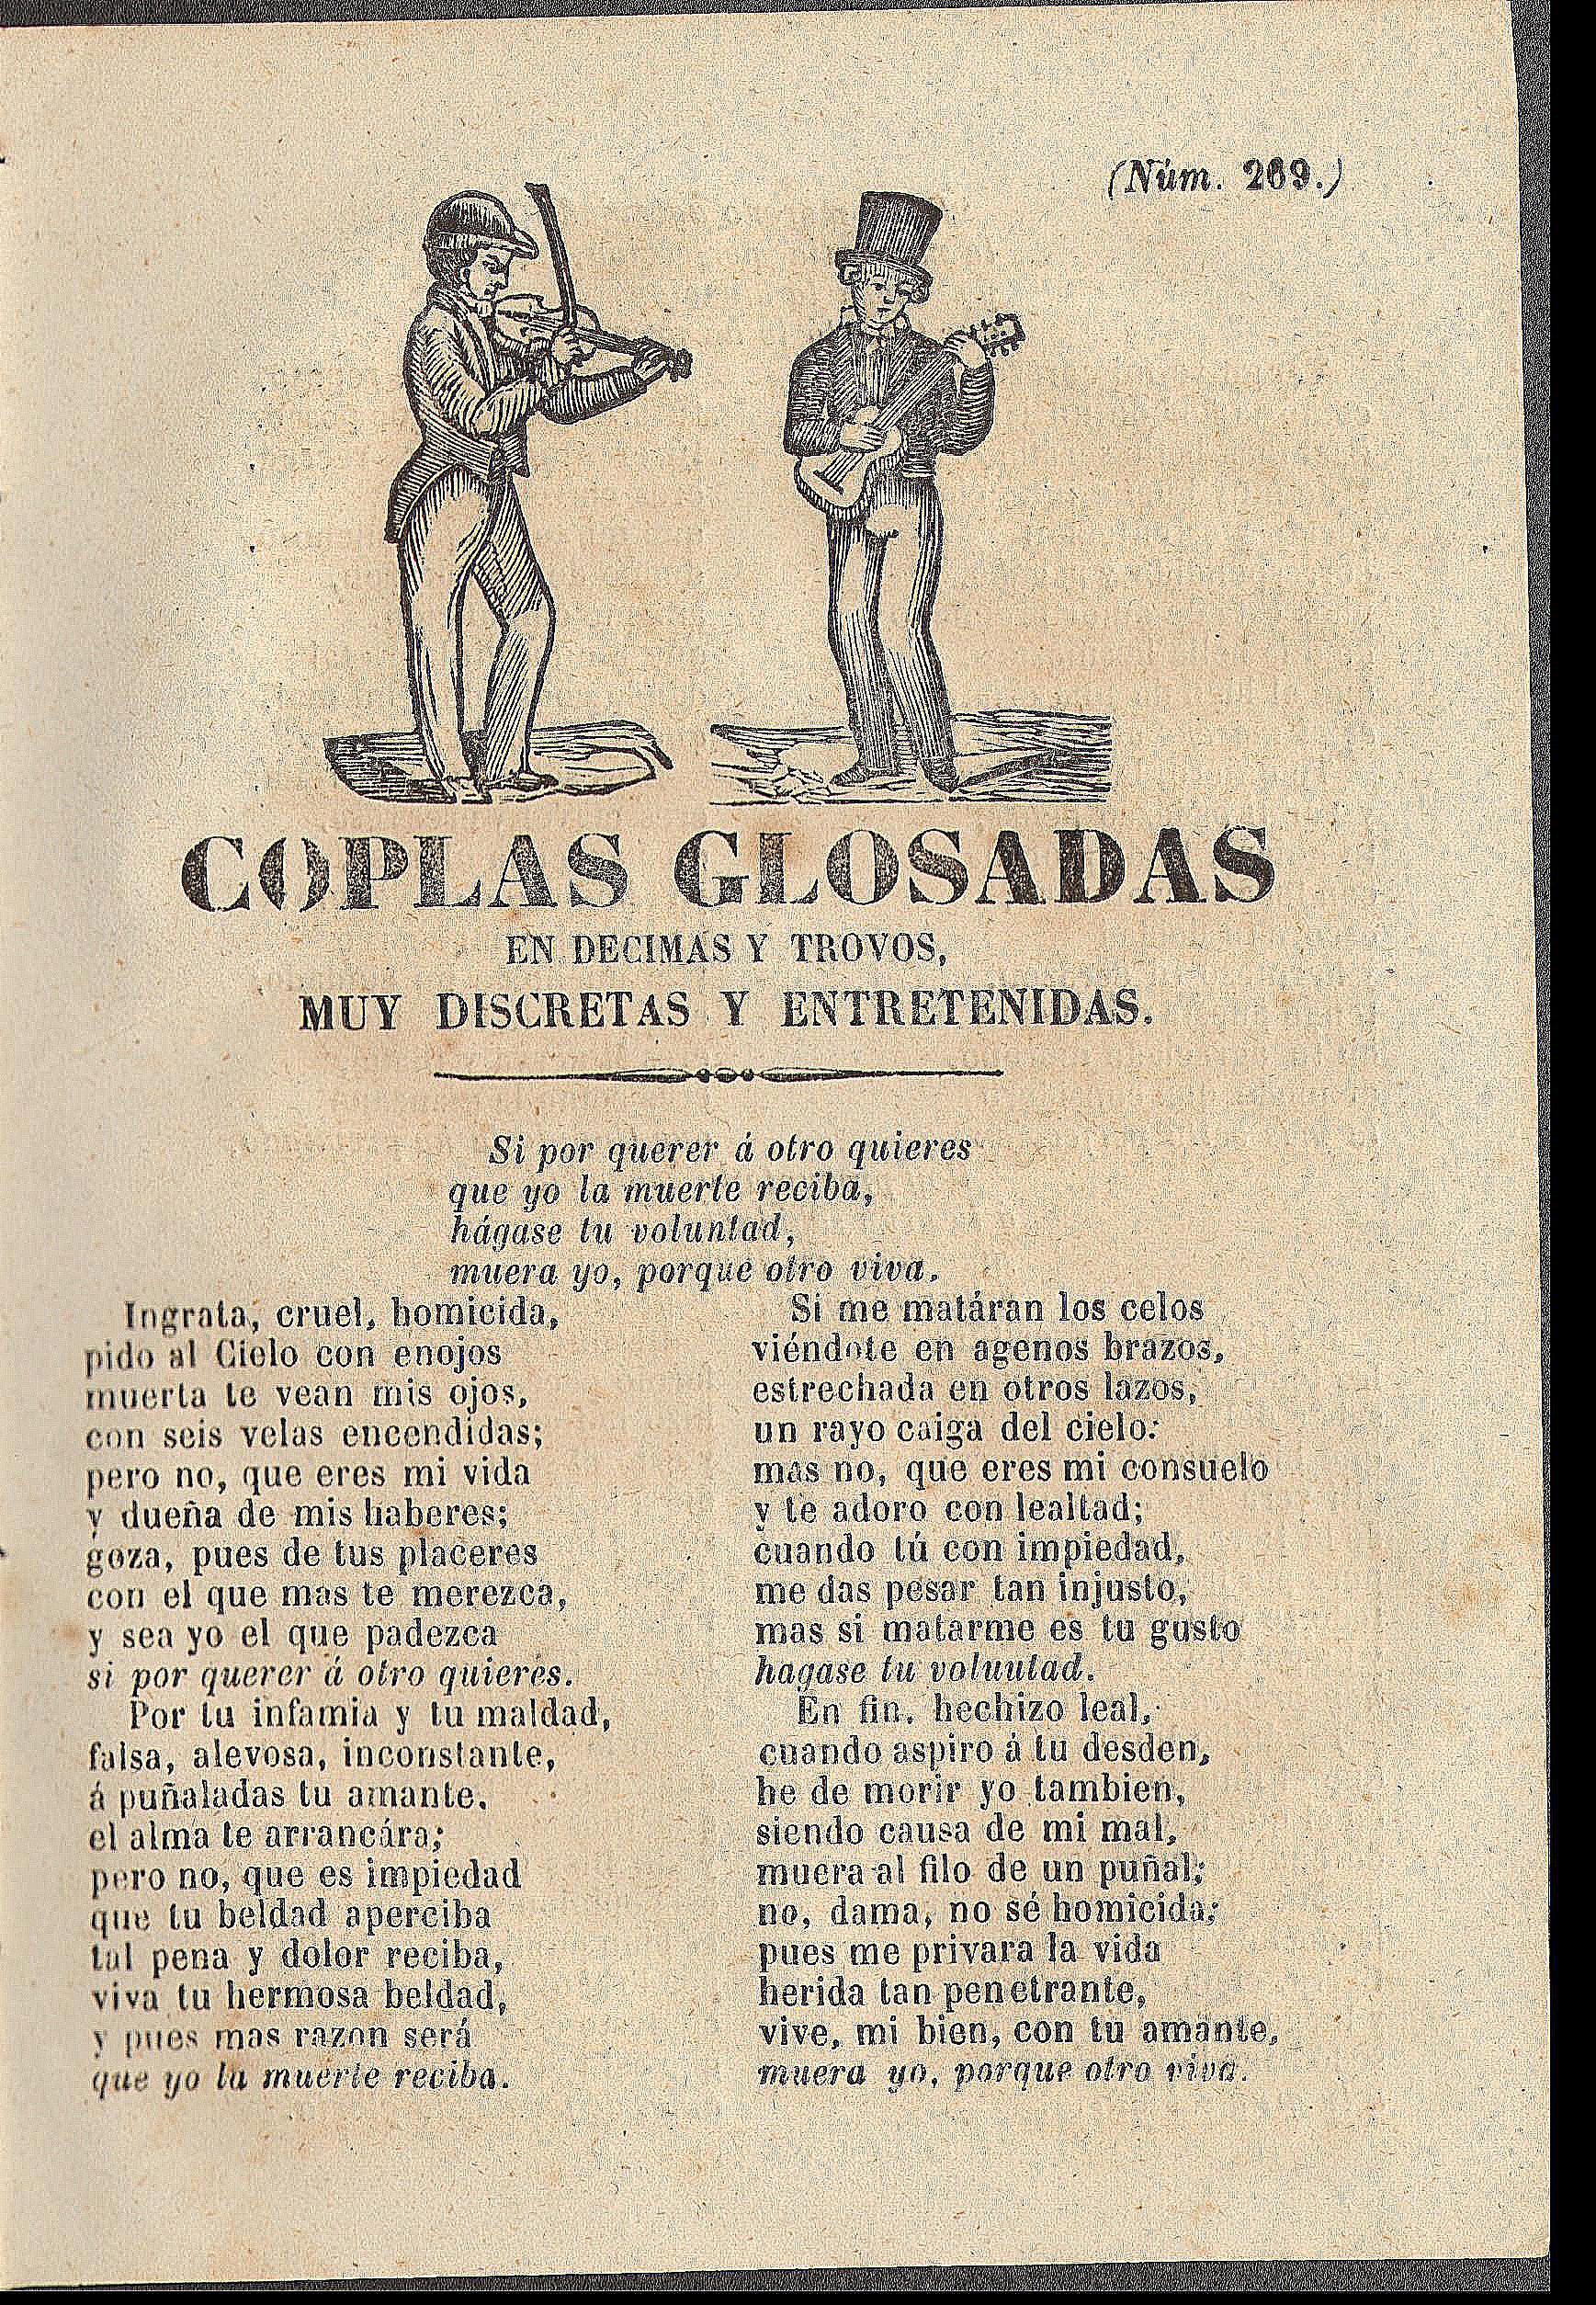 (Núm. 269.)
COPLAS GLOSADAS
EN DECIMAS Y TROVOS,
MUY DISCRETAS Y ENTRETENIDAS.
Si por querer á otro quieres
que yo la muerte reciba,
hágase tu voluntad,
muera yo, porque otro viva.
Ingrata, cruel, homicida,
pido al Cielo con enojos
muerta te vean mis ojos,
con seis velas encendidas;
pero no, que eres mi vida
y dueña de mis haberes;
goza, pues de tus placeres
con el que mas te merezca,
y sea yo el que padezca
si por querer á otro quieres.
Por tu infamia y tu maldad,
falsa, alevosa, inconstante,
á puñaladas tu amante.
el alma te arrancára;
pero no, que es impiedad
que tu beldad aperciba
tal pena y dolor reciba,
viva tu hermosa beldad,
y pues mas razon será
que yo la muerte reciba.
Si me matáran los celos
viéndote en agenos brazos,
estrechada en otros lazos,
un rayo caiga del cielo:
mas no, que eres mi consuelo
y te adoro con lealtad;
cuando tú con impiedad,
me das pesar tan injusto,
mas si matarme es tu gusto
hagase tu voluutad.
En fin. hechizo leal,
cuando aspiro á tu desden,
he de morir yo tambien,
siendo causa de mi mal,
muera al filo de un puñal;
no, dama, no sé homicida;
pues me privara la vida
herida tan penetrante,
vive, mi bien, con tu amante,
muera yo, porque otro viva.